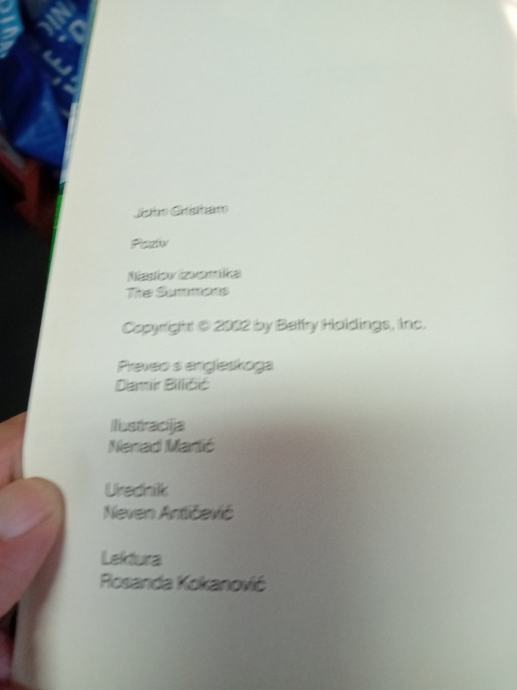 John Grisham
Poziv
Naslov izvornika
The Summons
Copyright © 2002 by Belfry Holdings, Inc.
Preveo s engleskoga
Damir Biličić
Ilustracija
Nenad Martić
Urednik
Neven Antičević
Lektura
Rosanda Kokanović